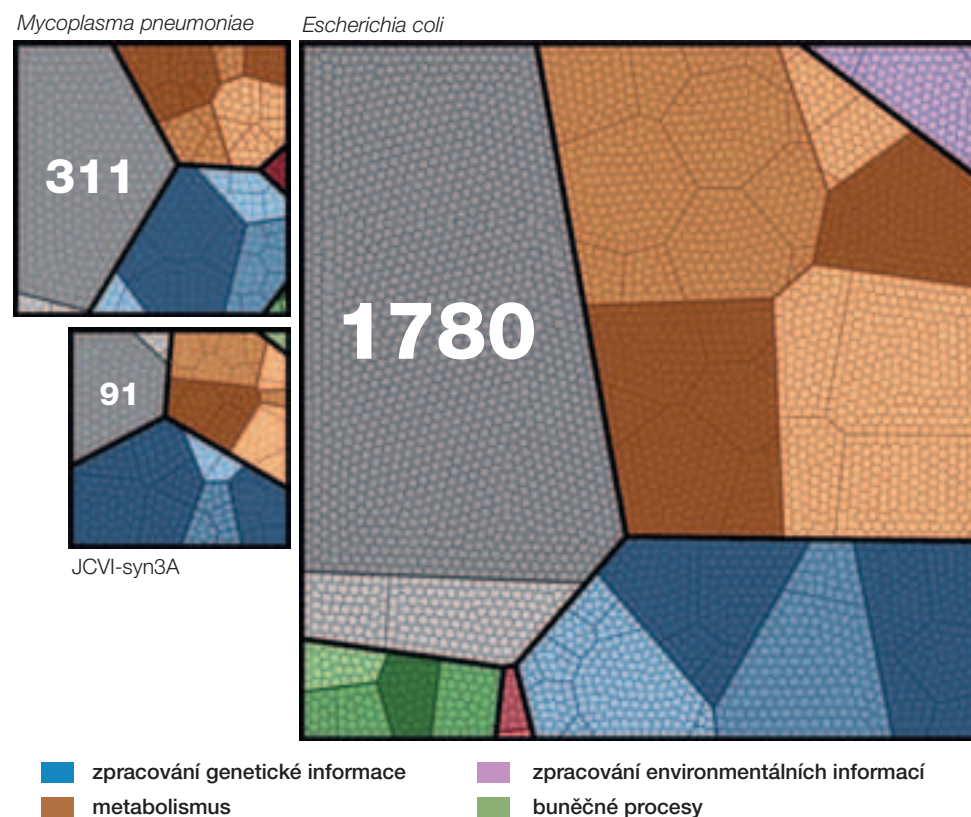 Mycoplasma pneumoniae
Escherichia coli
311
1780
91
JCVI-syn3A
zpracování genetické informace
zpracování environmentálních informací
metabolismus
buněčné procesy